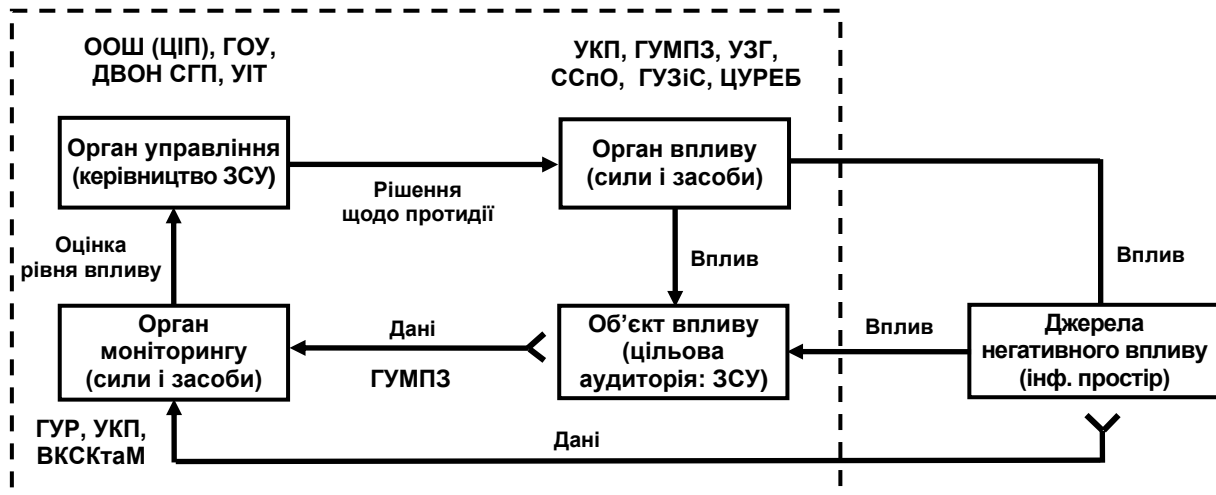 ООШ (ЦІП), ГОУ,
ДВОН СГП, УІТ
УКП, ГУМПЗ, УЗГ,
ССпО, ГУЗіС, ЦУРЕБ
Орган управління
(керівництво ЗСУ)
Рішення
щодо протидії
Орган впливу
(сили і засоби)
Оцінка
рівня впливу
Вплив
Вплив
Орган
моніторингу
(сили і засоби)
Дані
ГУМПЗ
Об’єкт впливу
(цільова
аудиторія: ЗСУ)
Вплив
Джерела
негативного впливу
(інф. простір)
ГУР, УКП,
ВКСКтаМ
Дані